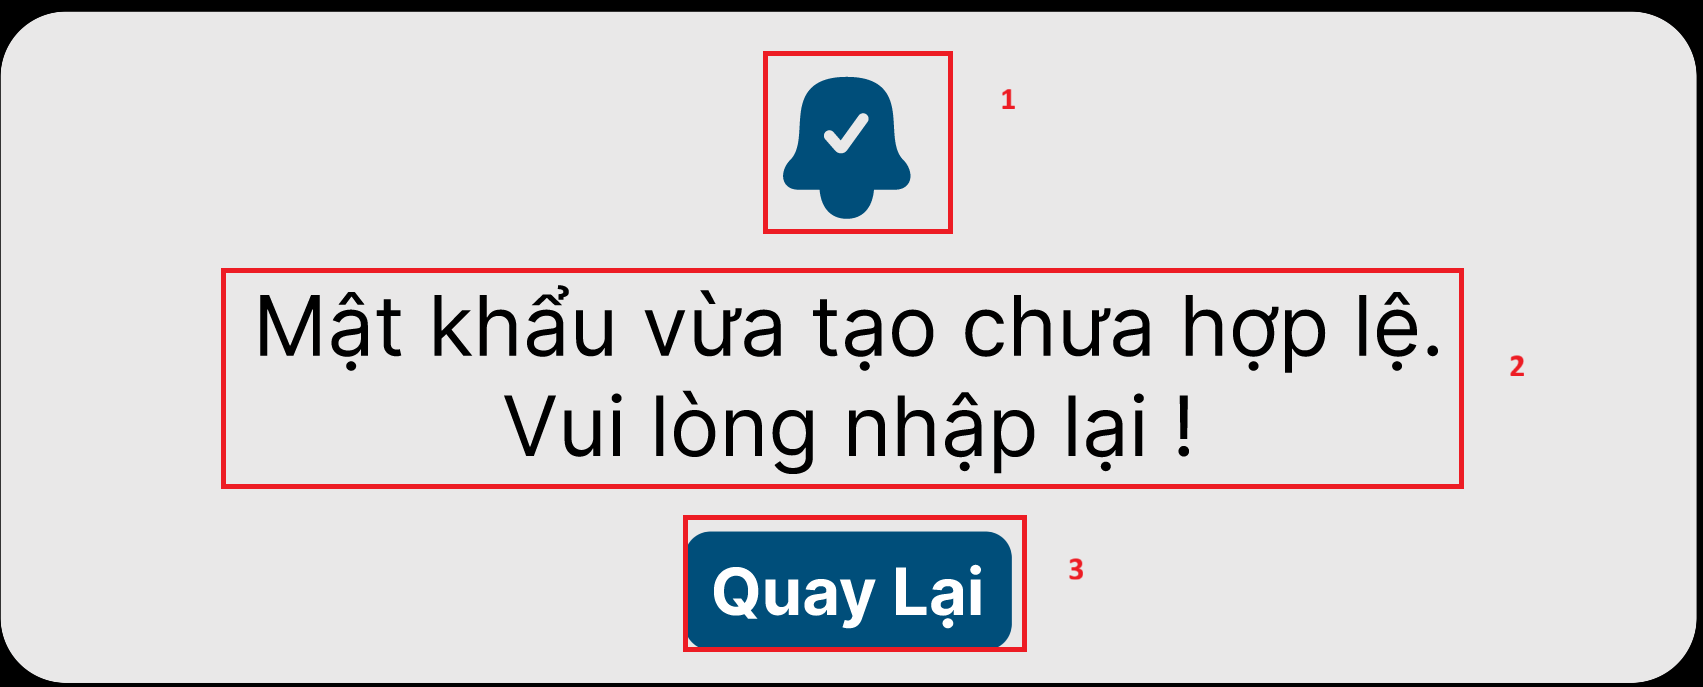 1
Mật khẩu vừa tạo chưa hợp lệ.
Vui lòng nhập lại !
2
Quay Lại
3